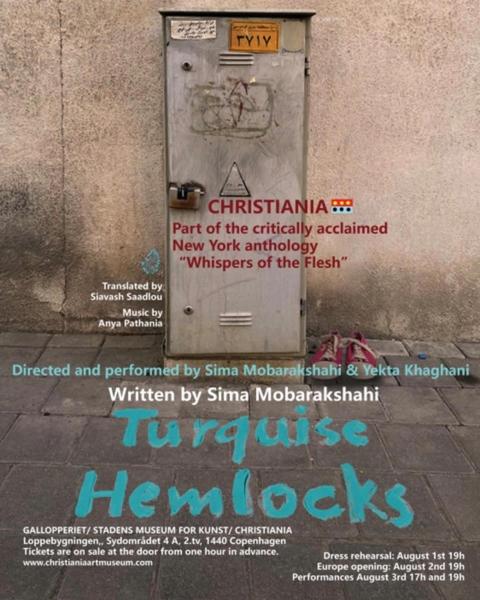 ۳۷۱۷
CHRISTIANIA
Part of the critically acclaimed
New York anthology
“Whispers of the Flesh”
Translated by
Siavash Saadlou
Music by
Anya Pathania
Directed and performed by Sima Mobarakshahi & Yekta Khaghani
Written by Sima Mobarakshahi
Turquise
Hemlocks
GALLOPPERIET/ STADENS MUSEUM FOR KUNST/ CHRISTIANIA
Loppebygningen,, Sydområdet 4 A, 2.tv, 1440 Copenhagen
Tickets are on sale at the door from one hour in advance.
www.christianiaartmuseum.com
Dress rehearsal: August 1st 19h
Europe opening: August 2nd 19h
Performances August 3rd 17h and 19h